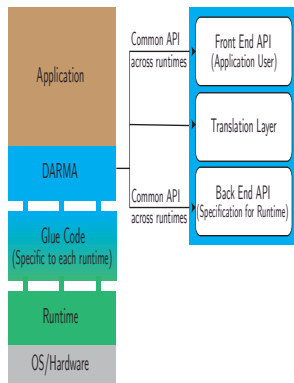 Application
DARMA
Glue Code
(Specific to each runtime)
Runtime
OS/Hardware
Common API
across runtimes
Common API
across runtimes
Front End API
(Application User)
Translation Layer
Back End API
(Specification for Runtime)